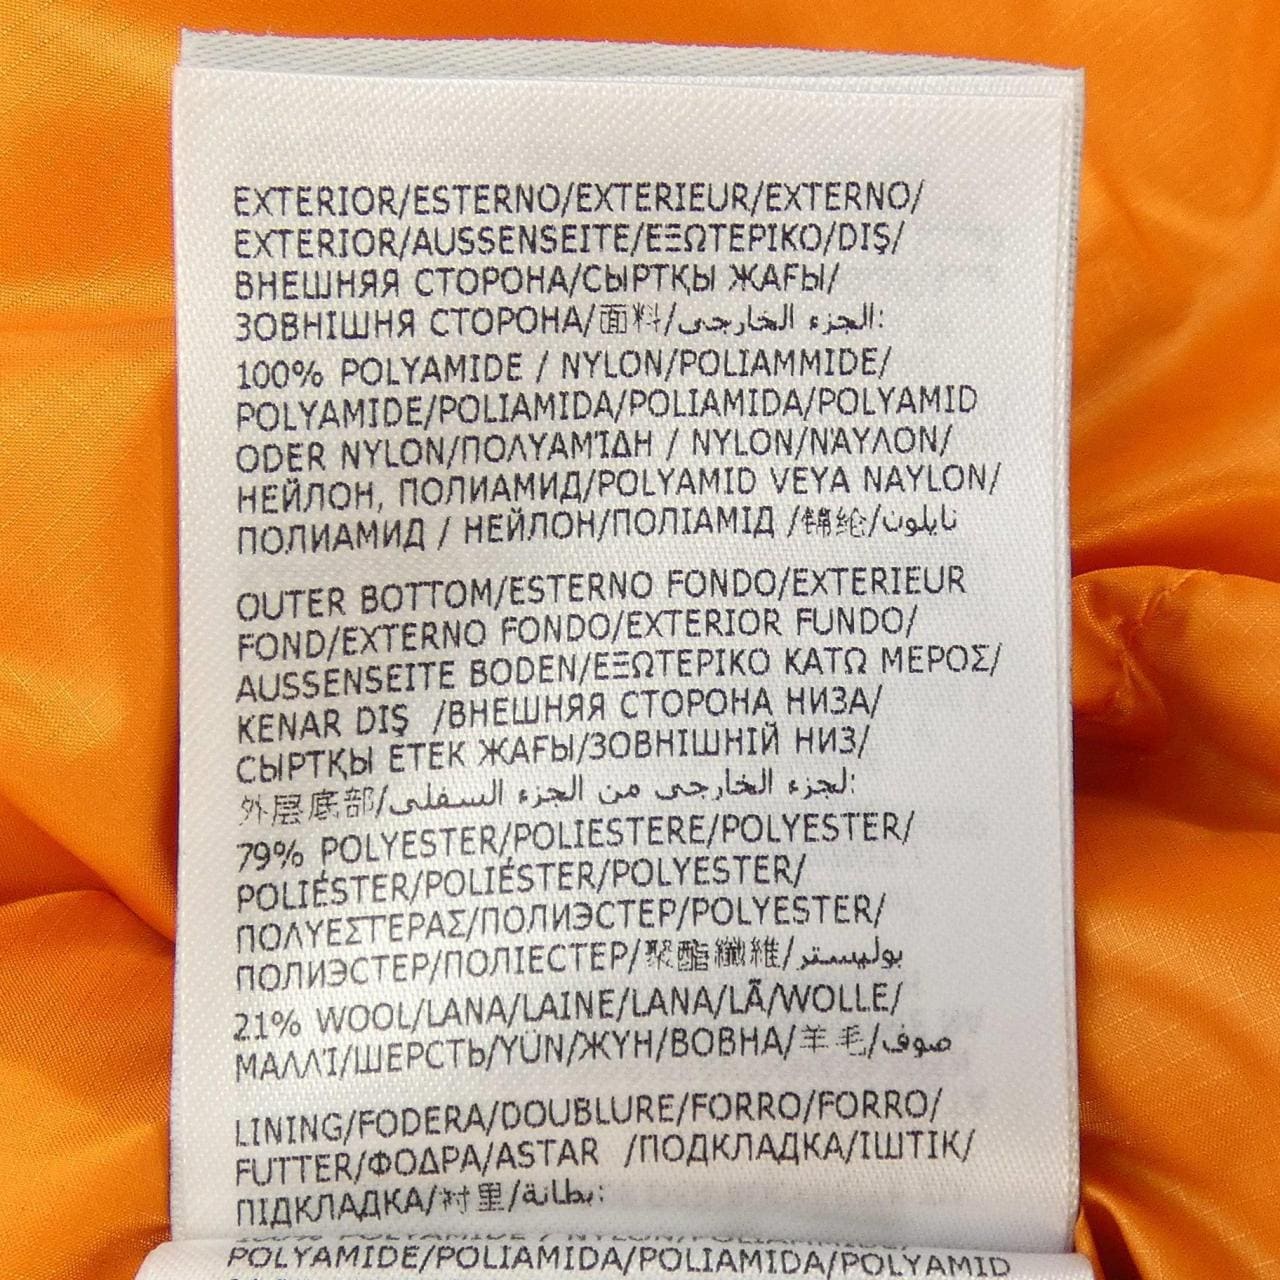 EXTERIOR/ESTERNO/EXTERIEUR/EXTERNO/
EXTERIOR/AUSSENSEITE/ΕΞΩΤΕΡΙΚΟ/DIŞ/
ВНЕШНЯЯ СТОРОНА/СЫРТҚЫ ЖАҒЫ/
ЗОВНІШНЯ СТОРОНА/面料/الجزء الخارجي:
100% POLYAMIDE / NYLON/POLIAMMIDE/
POLYAMIDE/POLIAMIDA/POLIAMIDA/POLYAMID
ODER NYLON/ΠΟΛΥΑΜΊΔΗ / NYLON/ΝΆΥΛΟΝ/
НЕЙЛОН, ПОЛИАМИД/POLYAMID VEYA NAYLON/
ПОЛИАМИД / НЕЙЛОН/ПОЛІАМІД /锦纶/نايلون
OUTER BOTTOM/ESTERNO FONDO/EXTERIEUR
FOND/EXTERNO FONDO/EXTERIOR FUNDO/
AUSSENSEITE BODEN/ΕΞΩΤΕΡΙΚΟ ΚΑΤΩ ΜΕΡΟΣ/
KENAR DIŞ /ВНЕШНЯЯ СТОРОНА НИЗА/
СЫРТҚЫ ЕТЕК ЖАҒЫ/ЗОВНІШНІЙ НИЗ/
外层底部/لجزء الخارجي من الجزء السفلي:
79% POLYESTER/POLIESTERE/POLYESTER/
POLIÉSTER/POLIÉSTER/POLYESTER/
ΠΟΛΥΕΣΤΕΡΑΣ/ПОЛИЭСТЕР/POLYESTER/
ПОЛИЭСТЕР/ПОЛІЕСТЕР/聚酯纖維/بوليستر
21% WOOL/LANA/LAINE/LANA/LÃ/WOLLE/
ΜΑΛΛΊ/ШЕРСТЬ/YÜN/ЖҮН/ВОВНА/羊毛/صوف
LINING/FODERA/DOUBLURE/FORRO/FORRO/
FUTTER/ΦΟΔΡΑ/ASTAR /ПОДКЛАДКА/ІШТІК/
ПІДКЛАДКА/衬里/بطانة:
POLYAMIDE/POLIAMIDA/POLIAMIDA/POLYAMID